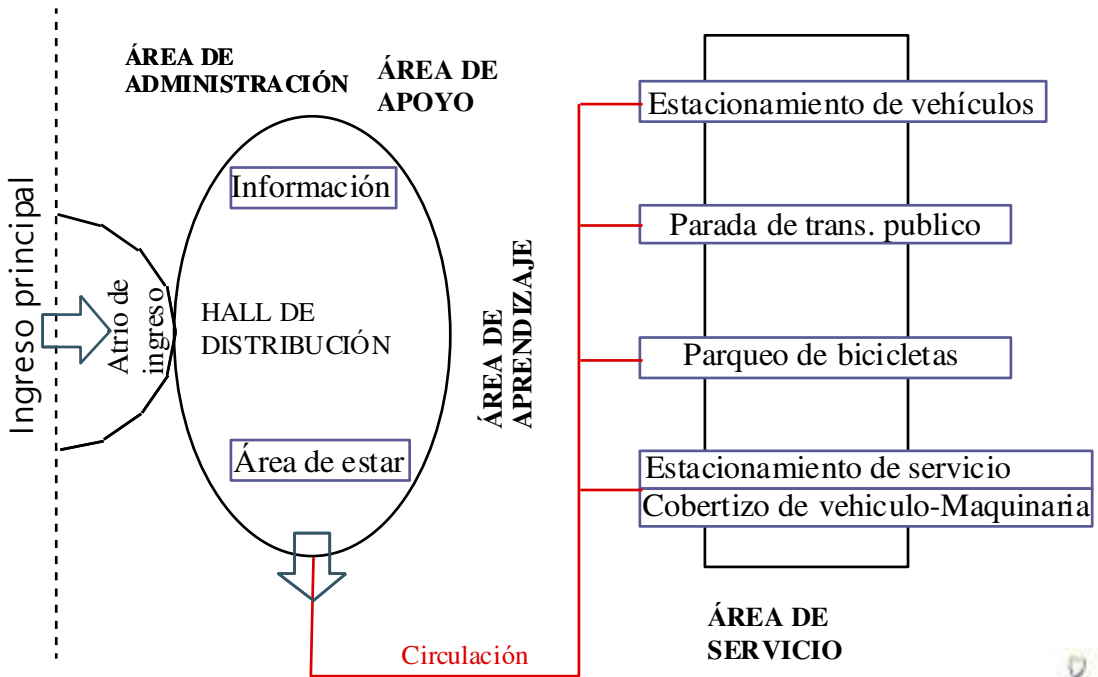 Ingreso principal
Atrio de
ingreso
ÁREA DE
ADMINISTRACIÓN
ÁREA DE
APOYO
Información
HALL DE
DISTRIBUCIÓN
Área de estar
ÁREA DE
APRENDIZAJE
Circulación
Estacionamiento de vehículos
Parada de trans. publico
Parqueo de bicicletas
Estacionamiento de servicio
Cobertizo de vehiculo-Maquinaria
ÁREA DE
SERVICIO